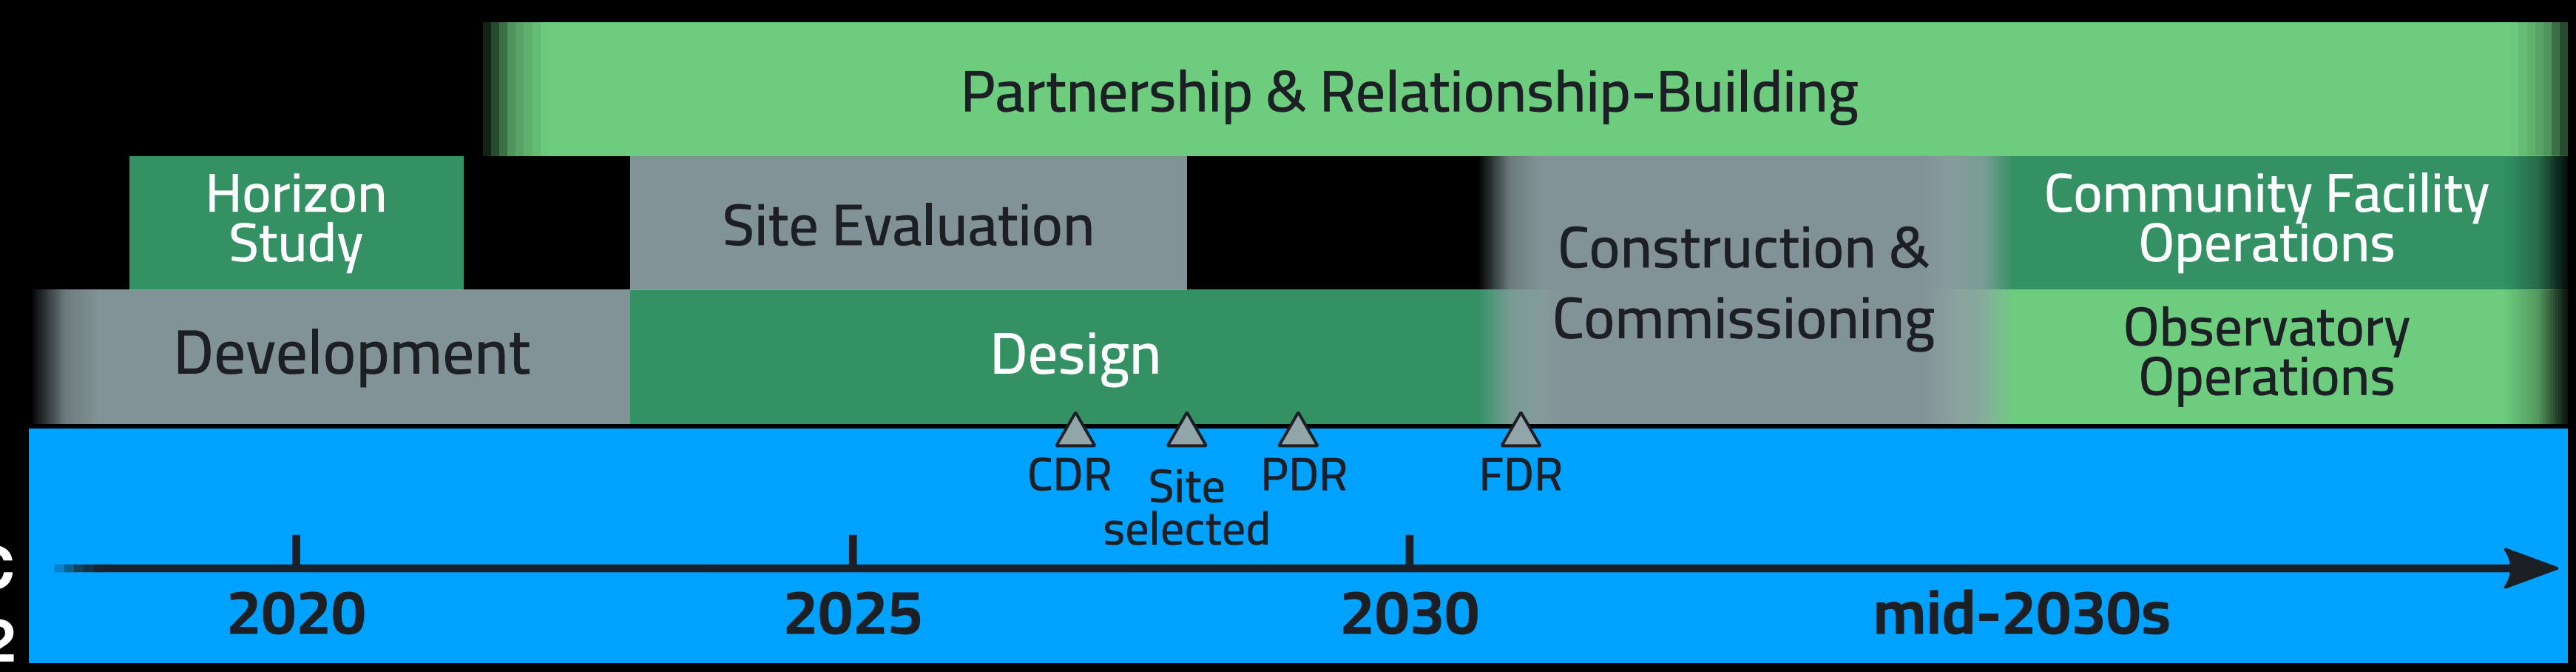 Partnership & Relationship-Building
Horizon
Study
Site Evaluation
Construction &
Commissioning
Community Facility
Operations
Development
Design
Observatory
Operations
CDR
Site
selected
PDR
FDR
2020
2025
2030
mid-2030s